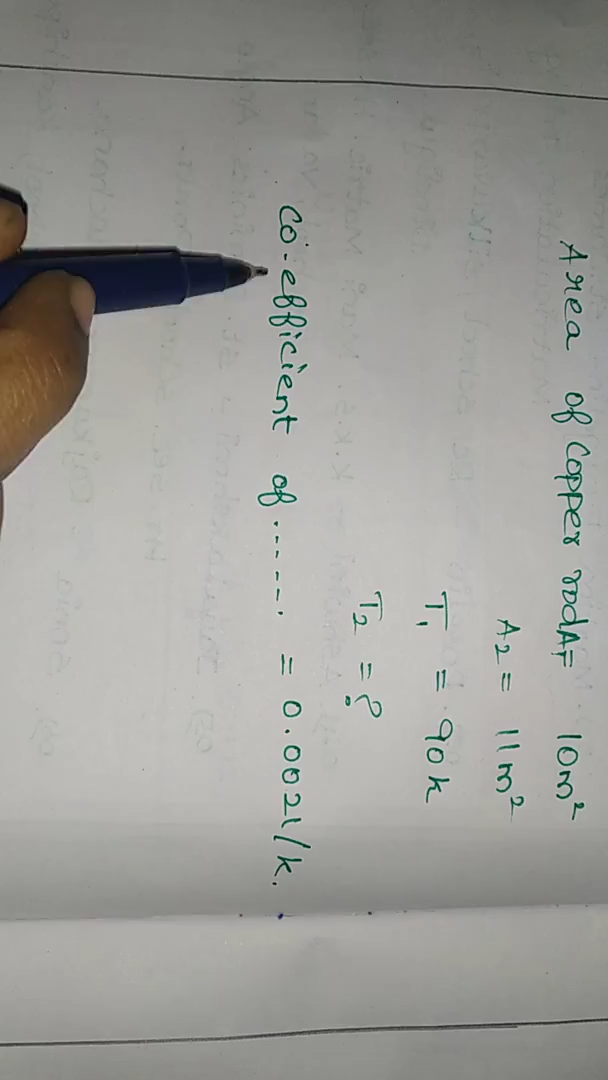 Area of Copper rod A1= 10m²
A2 = 11m²
T1 = 90k
T2 = ?
Co-efficient of ...... = 0.0021/k.